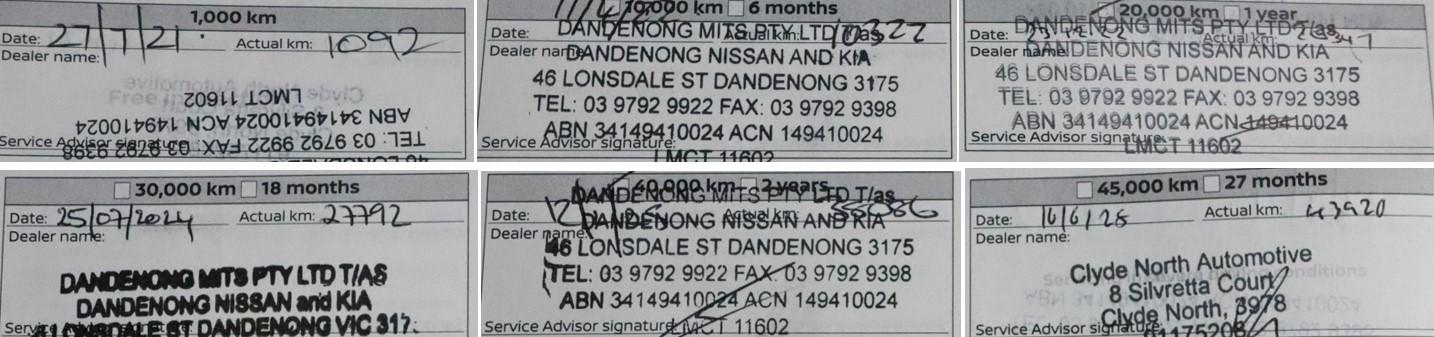 1,000 km
Date: 27/7/21 Actual km: 1092
Dealer name:
LMCT 11602
ABN 34149410024 ACN 149410024
TEL: 03 9792 9922 FAX: 03 9792 9398
Service Advisor signature:
10,000 km 6 months
DANDENONG MITS PTY LTD T/as
Date: Actual km: 10327
Dealer name:
DANDENONG NISSAN AND KIA
46 LONSDALE ST DANDENONG 3175
TEL: 03 9792 9922 FAX: 03 9792 9398
ABN 34149410024 ACN 149410024
Service Advisor signature:
LMCT 11602
20,000 km 1 year
DANDENONG MITS PTY LTD T/as
Date: Actual km:
Dealer name:
DANDENONG NISSAN AND KIA
46 LONSDALE ST DANDENONG 3175
TEL: 03 9792 9922 FAX: 03 9792 9398
ABN 34149410024 ACN 149410024
Service Advisor signature:
LMCT 11602
30,000 km 18 months
Date: 25/07/2024 Actual km: 27792
Dealer name:
DANDENONG MITS PTY LTD T/AS
DANDENONG NISSAN and KIA
LONSDALE ST DANDENONG VIC 317
Service Advisor signature:
40,000 km 2 years
DANDENONG MITS PTY LTD T/as
Date: Actual km:
Dealer name:
DANDENONG NISSAN AND KIA
46 LONSDALE ST DANDENONG 3175
TEL: 03 9792 9922 FAX: 03 9792 9398
ABN 34149410024 ACN 149410024
Service Advisor signature:
LMCT 11602
45,000 km 27 months
Date: 16/6/25 Actual km: 43920
Dealer name:
Clyde North Automotive
8 Silvretta Court
Clyde North, 3978
Service Advisor signature: